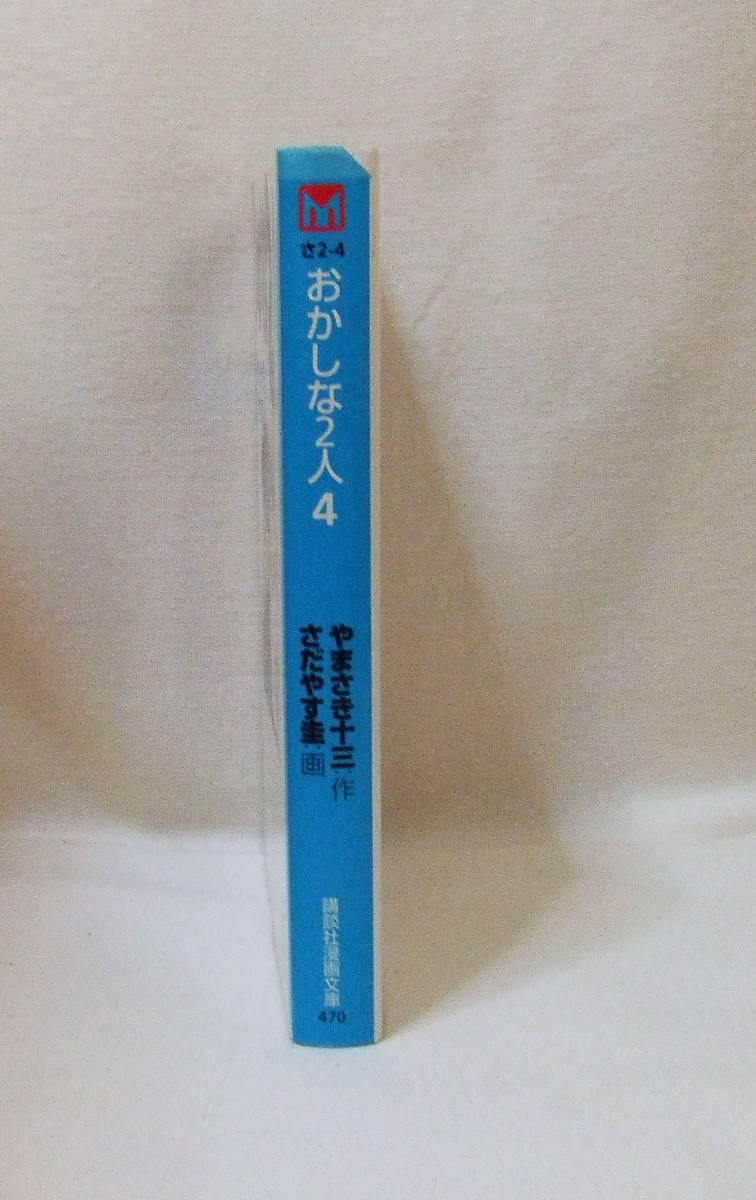 M
さ2-4
おかしな2人 4
やまさき十三:作
さだやす圭:画
講談社漫画文庫
470